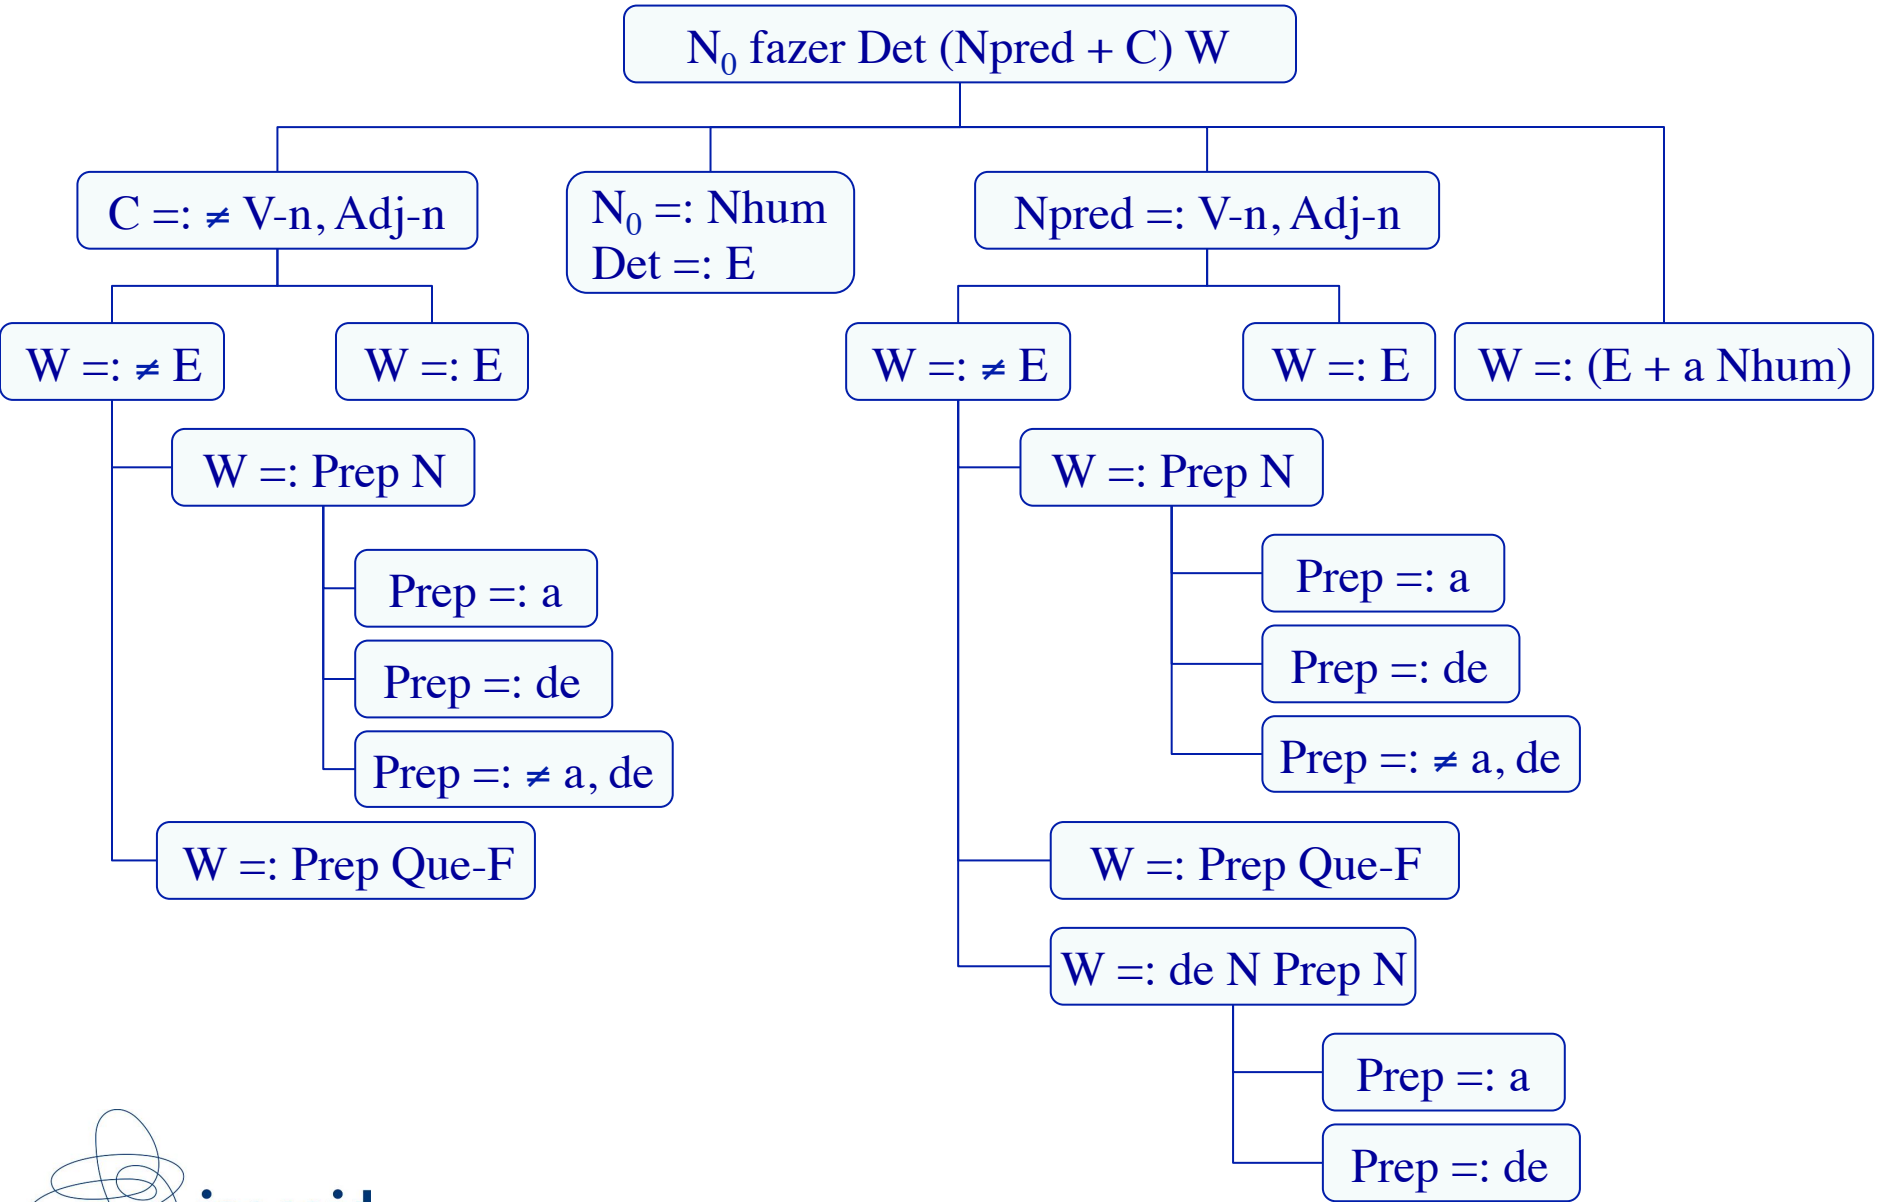 N₀ fazer Det (Npred + C) W
C =: ≠ V-n, Adj-n
N₀ =: Nhum
Det =: E
Npred =: V-n, Adj-n
W =: ≠ E
W =: E
W =: ≠ E
W =: E
W =: (E + a Nhum)
W =: Prep N
Prep =: a
Prep =: de
Prep =: ≠ a, de
W =: Prep Que-F
W =: Prep N
Prep =: a
Prep =: de
Prep =: ≠ a, de
W =: Prep Que-F
W =: de N Prep N
Prep =: a
Prep =: de